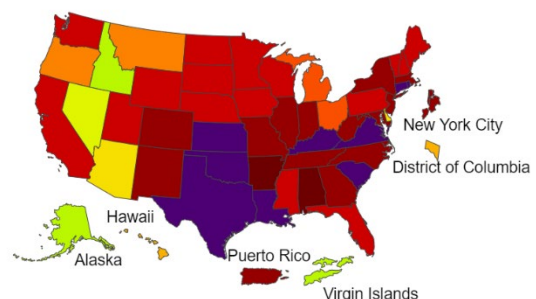 New York City
District of Columbia
Hawaii
Alaska
Puerto Rico
Virgin Islands